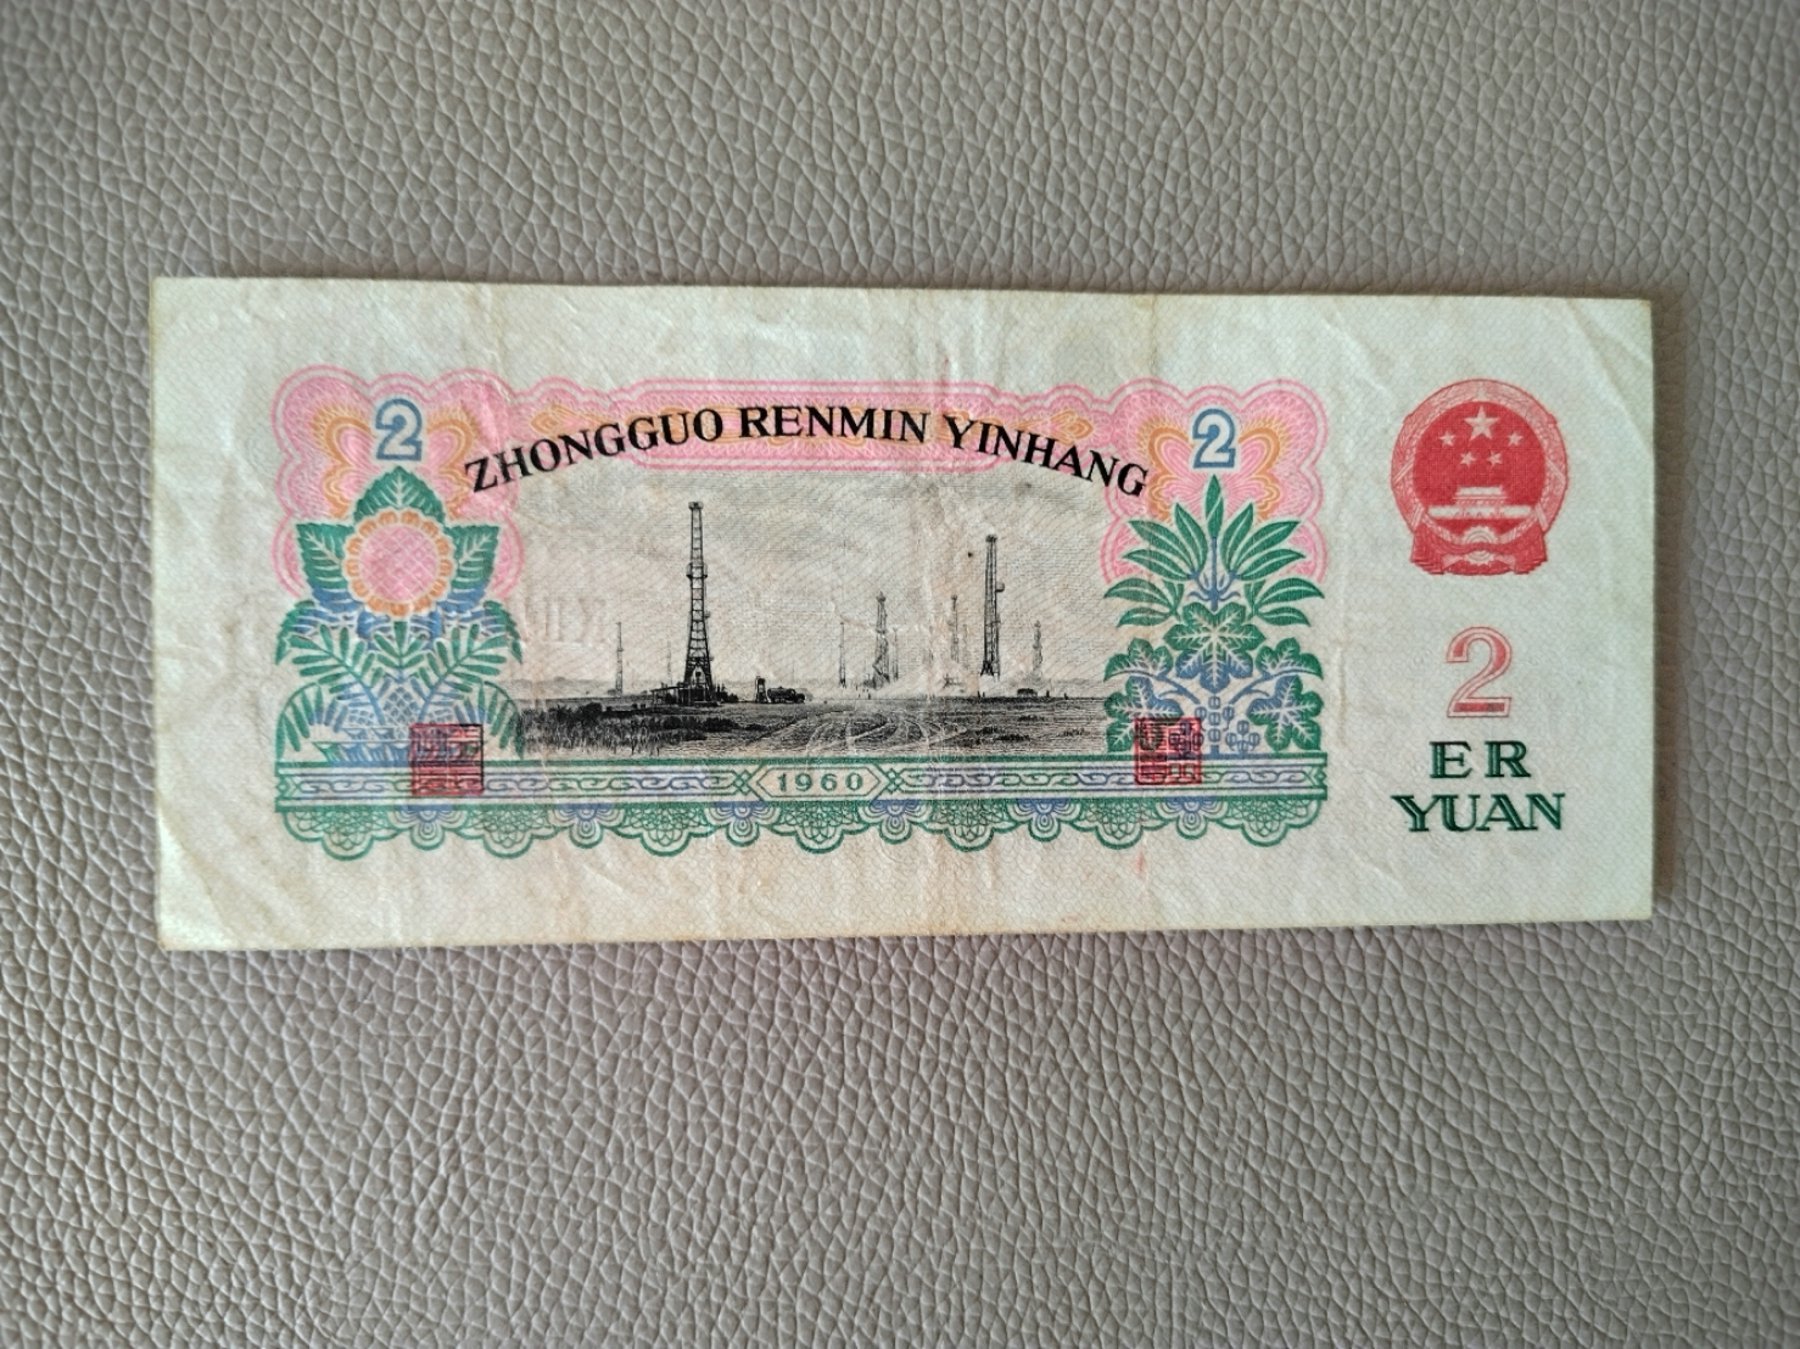 2
ZHONGGUO RENMIN YINHANG
2
1960
2
ER
YUAN